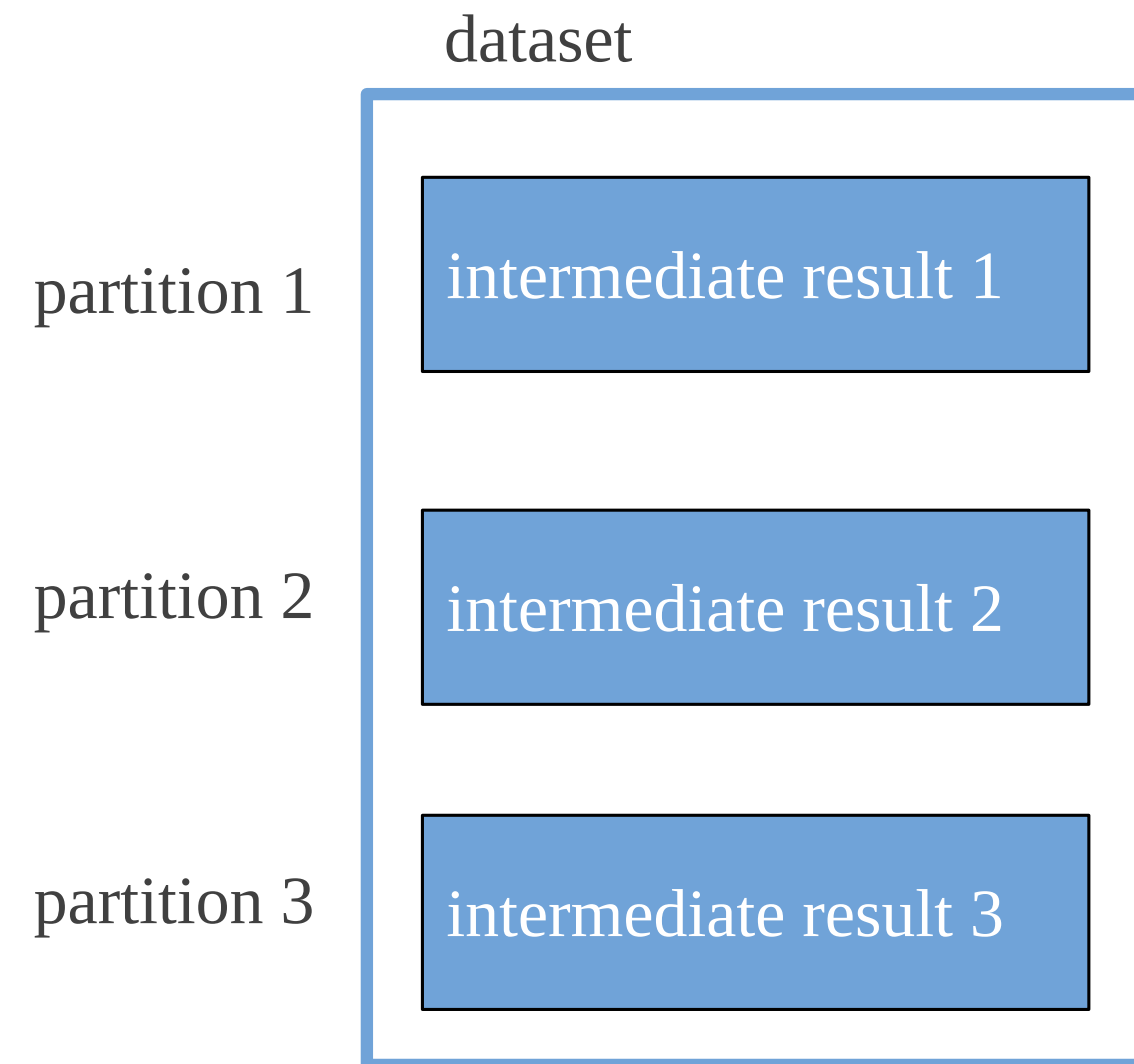 dataset
partition 1
intermediate result 1
partition 2
intermediate result 2
partition 3
intermediate result 3